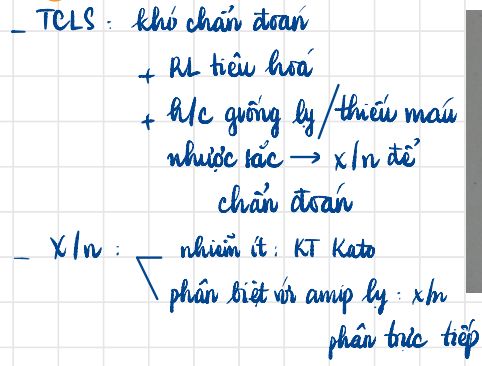 _ TCLS : khó chẩn đoán
+ RL tiêu hoá
+ h/c giống lỵ / thiếu máu
nhược sắc → x/n để
chẩn đoán
_ X/n : nhiễm ít : KT Kato
phân biệt với amip lỵ : x/n
phân trực tiếp